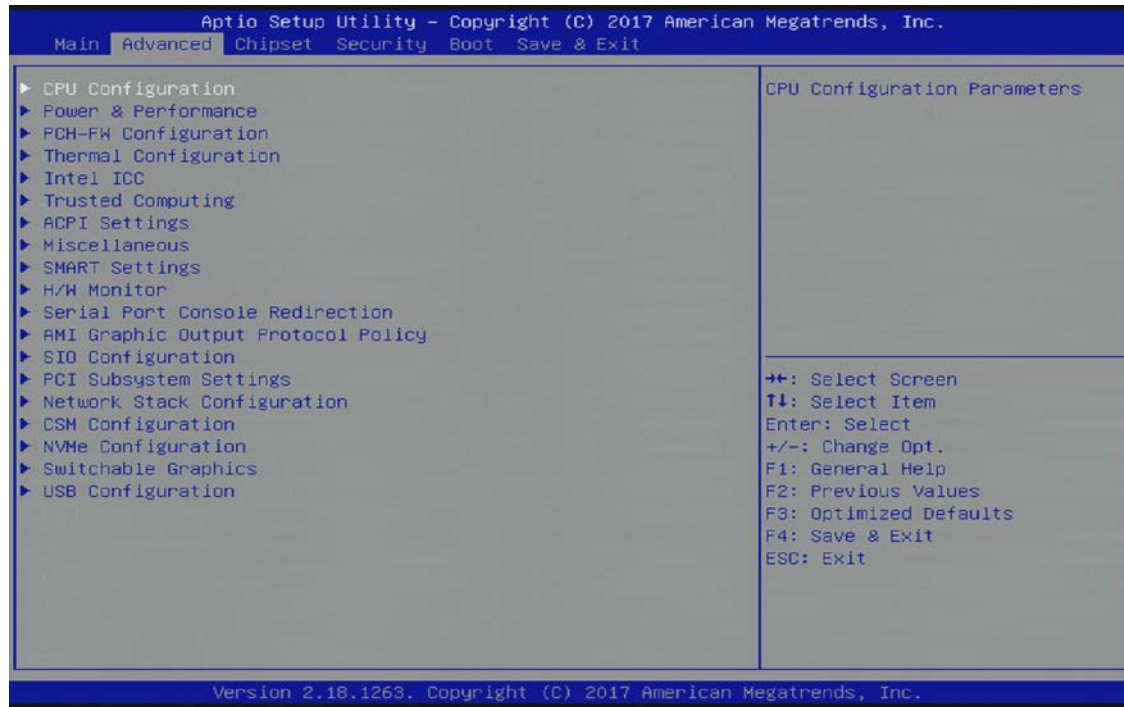 Aptio Setup Utility – Copyright (C) 2017 American Megatrends, Inc.
Main Advanced Chipset Security Boot Save & Exit
▶ CPU Configuration
▶ Power & Performance
▶ PCH-FW Configuration
▶ Thermal Configuration
▶ Intel ICC
▶ Trusted Computing
▶ ACPI Settings
▶ Miscellaneous
▶ SMART Settings
▶ H/W Monitor
▶ Serial Port Console Redirection
▶ AMI Graphic Output Protocol Policy
▶ SIO Configuration
▶ PCI Subsystem Settings
▶ Network Stack Configuration
▶ CSM Configuration
▶ NVMe Configuration
▶ Switchable Graphics
▶ USB Configuration
CPU Configuration Parameters
→←: Select Screen
↑↓: Select Item
Enter: Select
+/-: Change Opt.
F1: General Help
F2: Previous Values
F3: Optimized Defaults
F4: Save & Exit
ESC: Exit
Version 2.18.1263. Copyright (C) 2017 American Megatrends, Inc.